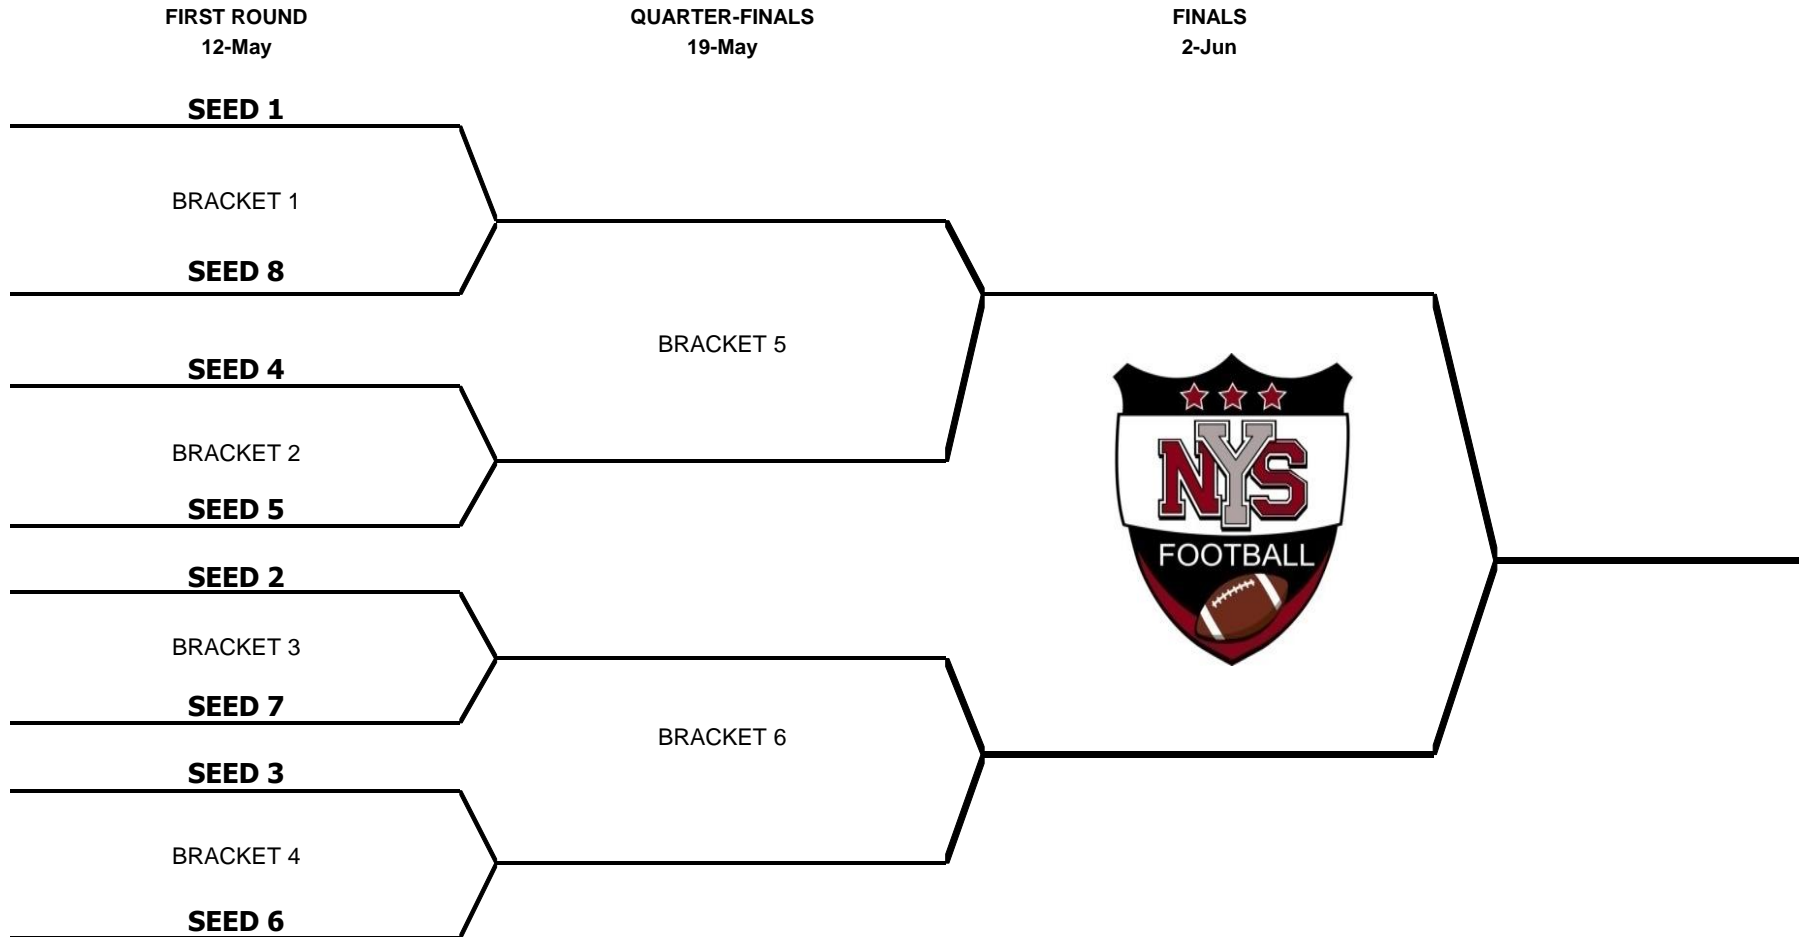 FIRST ROUND
12-May
QUARTER-FINALS
19-May
FINALS
2-Jun
SEED 1
BRACKET 1
SEED 8
BRACKET 5
SEED 4
BRACKET 2
SEED 5
SEED 2
BRACKET 3
SEED 7
BRACKET 6
SEED 3
BRACKET 4
SEED 6
NYS
FOOTBALL